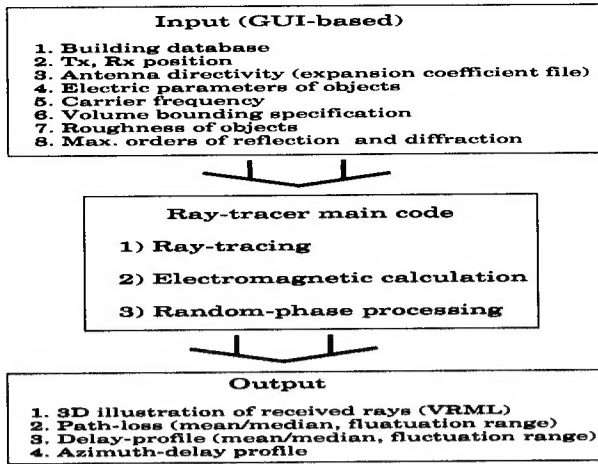 Input (GUI-based)
1. Building database
2. Tx, Rx position
3. Antenna directivity (expansion coefficient file)
4. Electric parameters of objects
5. Carrier frequency
6. Volume bounding specification
7. Roughness of objects
8. Max. orders of reflection and diffraction
Ray-tracer main code
1) Ray-tracing
2) Electromagnetic calculation
3) Random-phase processing
Output
1. 3D illustration of received rays (VRML)
2. Path-loss (mean/median, fluatuation range)
3. Delay-profile (mean/median, fluctuation range)
4. Azimuth-delay profile